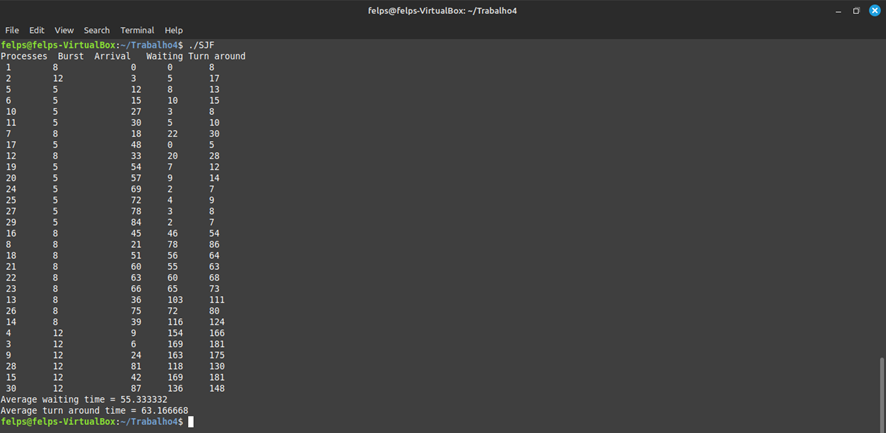 felps@felps-VirtualBox: ~/Trabalho4
File Edit View Search Terminal Help
felps@felps-VirtualBox:~/Trabalho4$ ./SJF
Processes Burst Arrival Waiting Turn around
1 8 0 0 8
2 12 3 5 17
5 5 12 8 13
6 5 15 10 15
10 5 27 3 8
11 5 30 5 10
7 8 18 22 30
17 5 48 0 5
12 8 33 20 28
19 5 54 7 12
20 5 57 9 14
24 5 69 2 7
25 5 72 4 9
27 5 78 3 8
29 5 84 2 7
16 8 45 46 54
8 8 21 78 86
18 8 51 56 64
21 8 60 55 63
22 8 63 60 68
23 8 66 65 73
13 8 36 103 111
26 8 75 72 80
14 8 39 116 124
4 12 9 154 166
3 12 6 169 181
9 12 24 163 175
28 12 81 118 130
15 12 42 169 181
30 12 87 136 148
Average waiting time = 55.333332
Average turn around time = 63.166668
felps@felps-VirtualBox:~/Trabalho4$